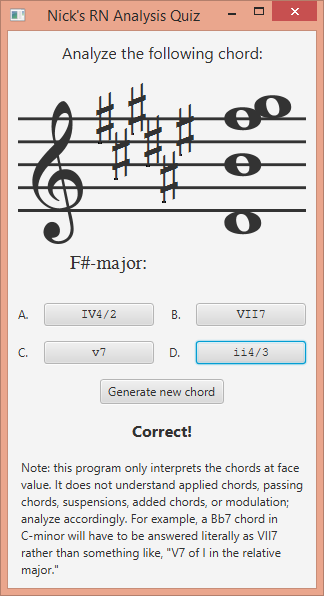 Nick's RN Analysis Quiz
Analyze the following chord:
F#-major:
A. IV4/2 B. VII7
C. v7 D. ii4/3
Generate new chord
Correct!
Note: this program only interprets the chords at face
value. It does not understand applied chords, passing
chords, suspensions, added chords, or modulation;
analyze accordingly. For example, a Bb7 chord in
C-minor will have to be answered literally as VII7
rather than something like, "V7 of I in the relative
major."